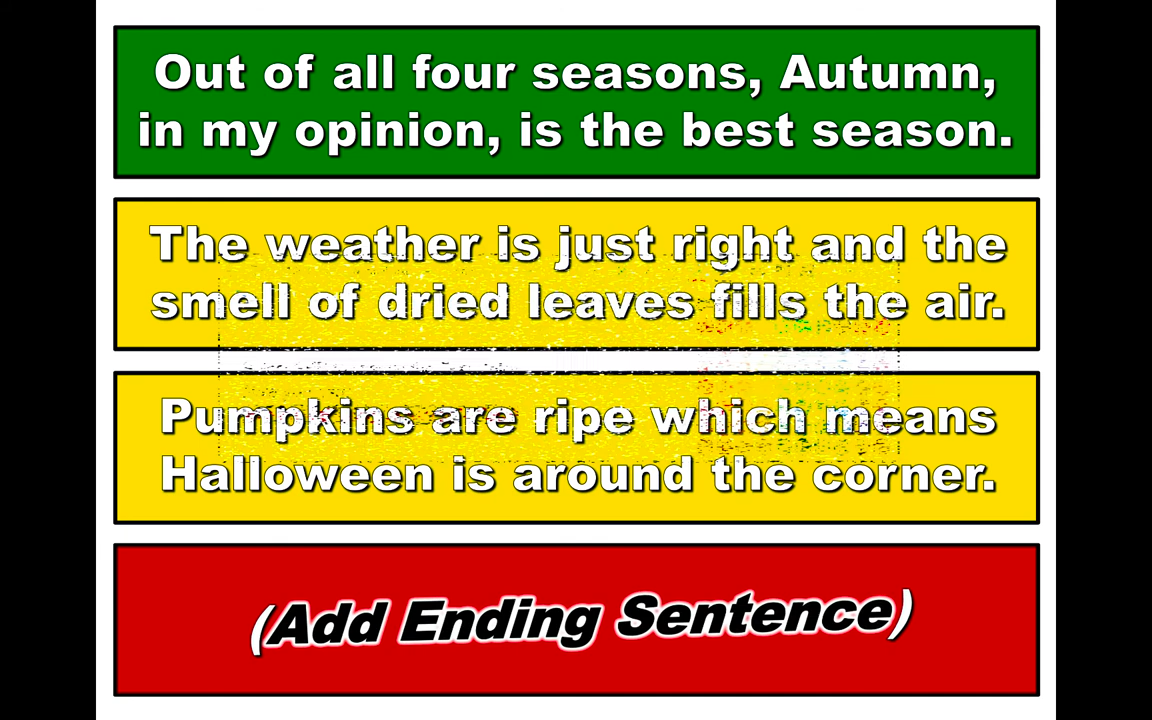 Out of all four seasons, Autumn,
in my opinion, is the best season.
The weather is just right and the
smell of dried leaves fills the air.
Pumpkins are ripe which means
Halloween is around the corner.
(Add Ending Sentence)